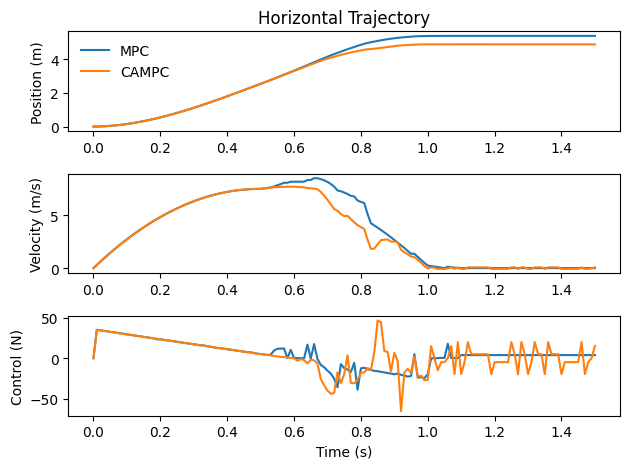 Horizontal Trajectory
Position (m)
4
2
0
MPC
CAMPC
0.0 0.2 0.4 0.6 0.8 1.0 1.2 1.4
Velocity (m/s)
5
0
0.0 0.2 0.4 0.6 0.8 1.0 1.2 1.4
Control (N)
50
0
−50
0.0 0.2 0.4 0.6 0.8 1.0 1.2 1.4
Time (s)